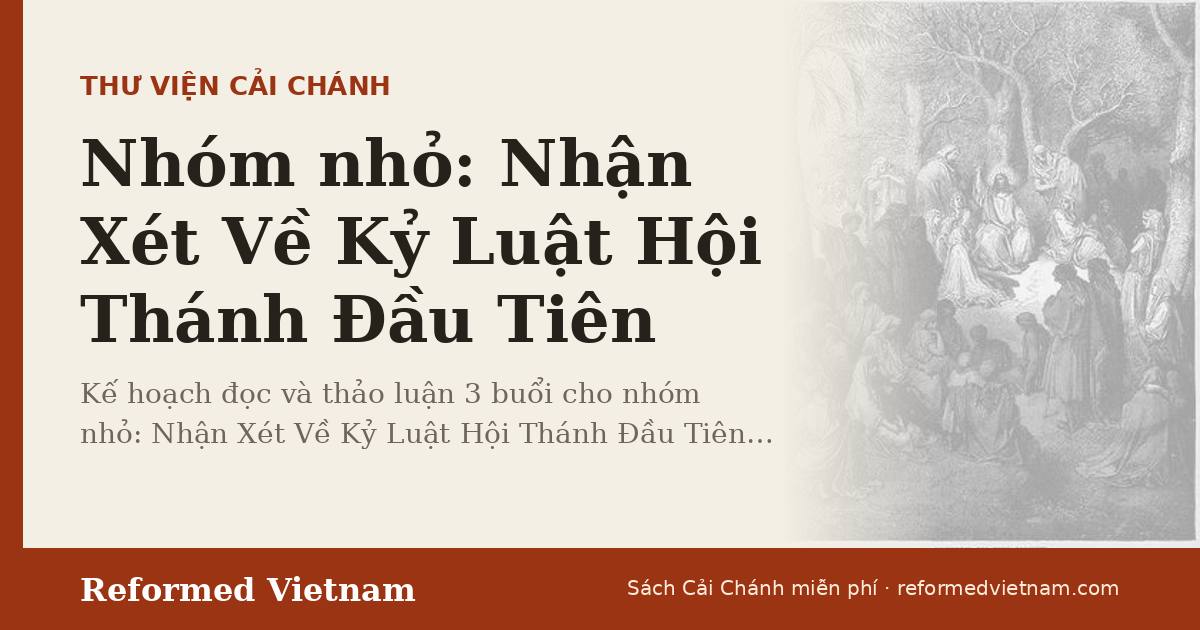 THƯ VIỆN CẢI CHÁNH
Nhóm nhỏ: Nhận
Xét Về Kỷ Luật Hội
Thánh Đầu Tiên
Kế hoạch đọc và thảo luận 3 buổi cho nhóm
nhỏ: Nhận Xét Về Kỷ Luật Hội Thánh Đầu Tiên…
Reformed Vietnam
Sách Cải Chánh miễn phí · reformedvietnam.com